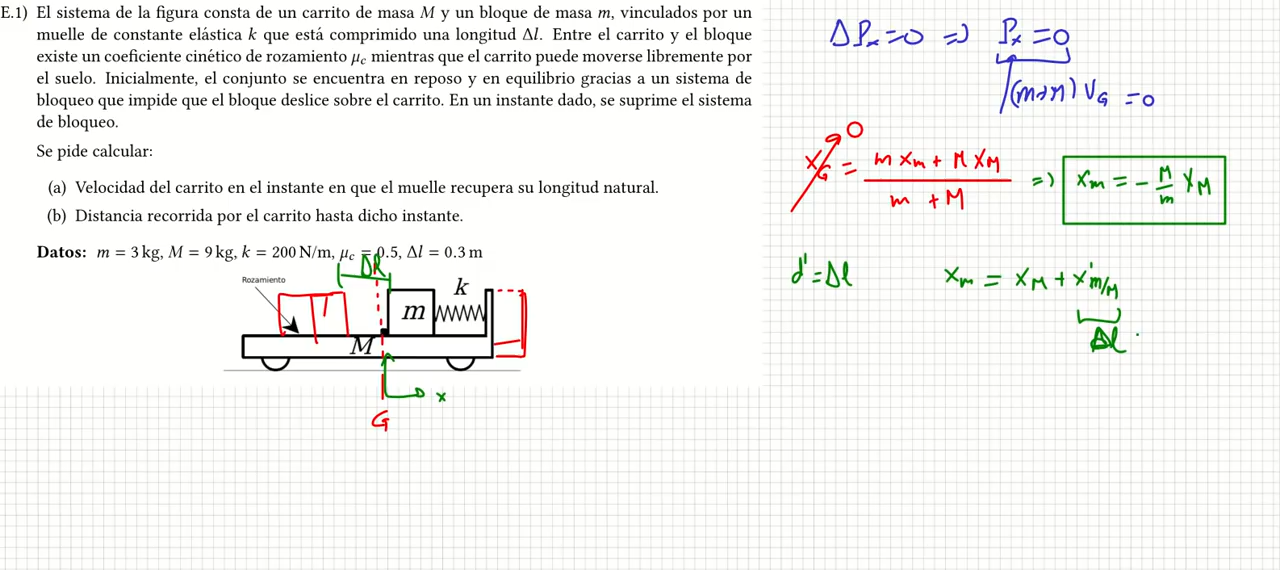 E.1) El sistema de la figura consta de un carrito de masa M y un bloque de masa m, vinculados por un
muelle de constante elástica k que está comprimido una longitud Δl. Entre el carrito y el bloque
existe un coeficiente cinético de rozamiento μc mientras que el carrito puede moverse libremente por
el suelo. Inicialmente, el conjunto se encuentra en reposo y en equilibrio gracias a un sistema de
bloqueo que impide que el bloque deslice sobre el carrito. En un instante dado, se suprime el sistema
de bloqueo.
Se pide calcular:
(a) Velocidad del carrito en el instante en que el muelle recupera su longitud natural.
(b) Distancia recorrida por el carrito hasta dicho instante.
Datos: m = 3 kg, M = 9 kg, k = 200 N/m, μc = 0.5, Δl = 0.3 m
Δl
Rozamiento
m
k
M
x
G
ΔPx = 0 => Px = 0
(m+M) VG = 0
0
xG = (m xm + M xM) / (m + M) => xm = - M/m xM
d' = Δl
xm = xM + x'm/M
Δl